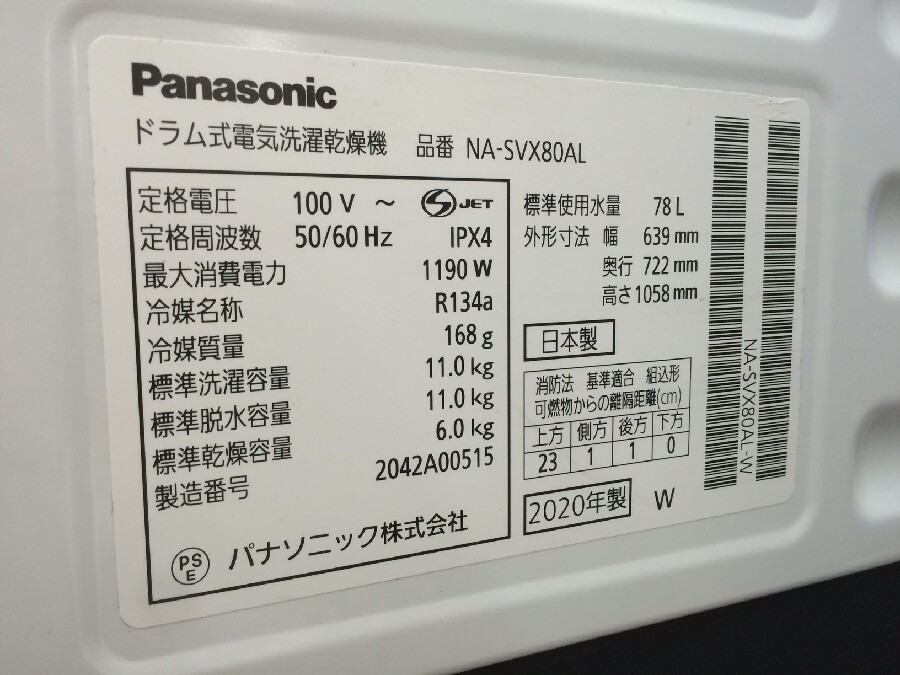 Panasonic
ドラム式電気洗濯乾燥機 品番 NA-SVX80AL
定格電圧 100 V ～ S JET
定格周波数 50/60 Hz IPX4
最大消費電力 1190 W
冷媒名称 R134a
冷媒質量 168 g
標準洗濯容量 11.0 kg
標準脱水容量 11.0 kg
標準乾燥容量 6.0 kg
製造番号 2042A00515
PS
E
パナソニック株式会社
標準使用水量 78 L
外形寸法 幅 639 mm
奥行 722 mm
高さ 1058 mm
日本製
消防法 基準適合 組込形
可燃物からの離隔距離(cm)
上方 側方 後方 下方
23 1 1 0
2020年製 W
NA-SVX80AL-W